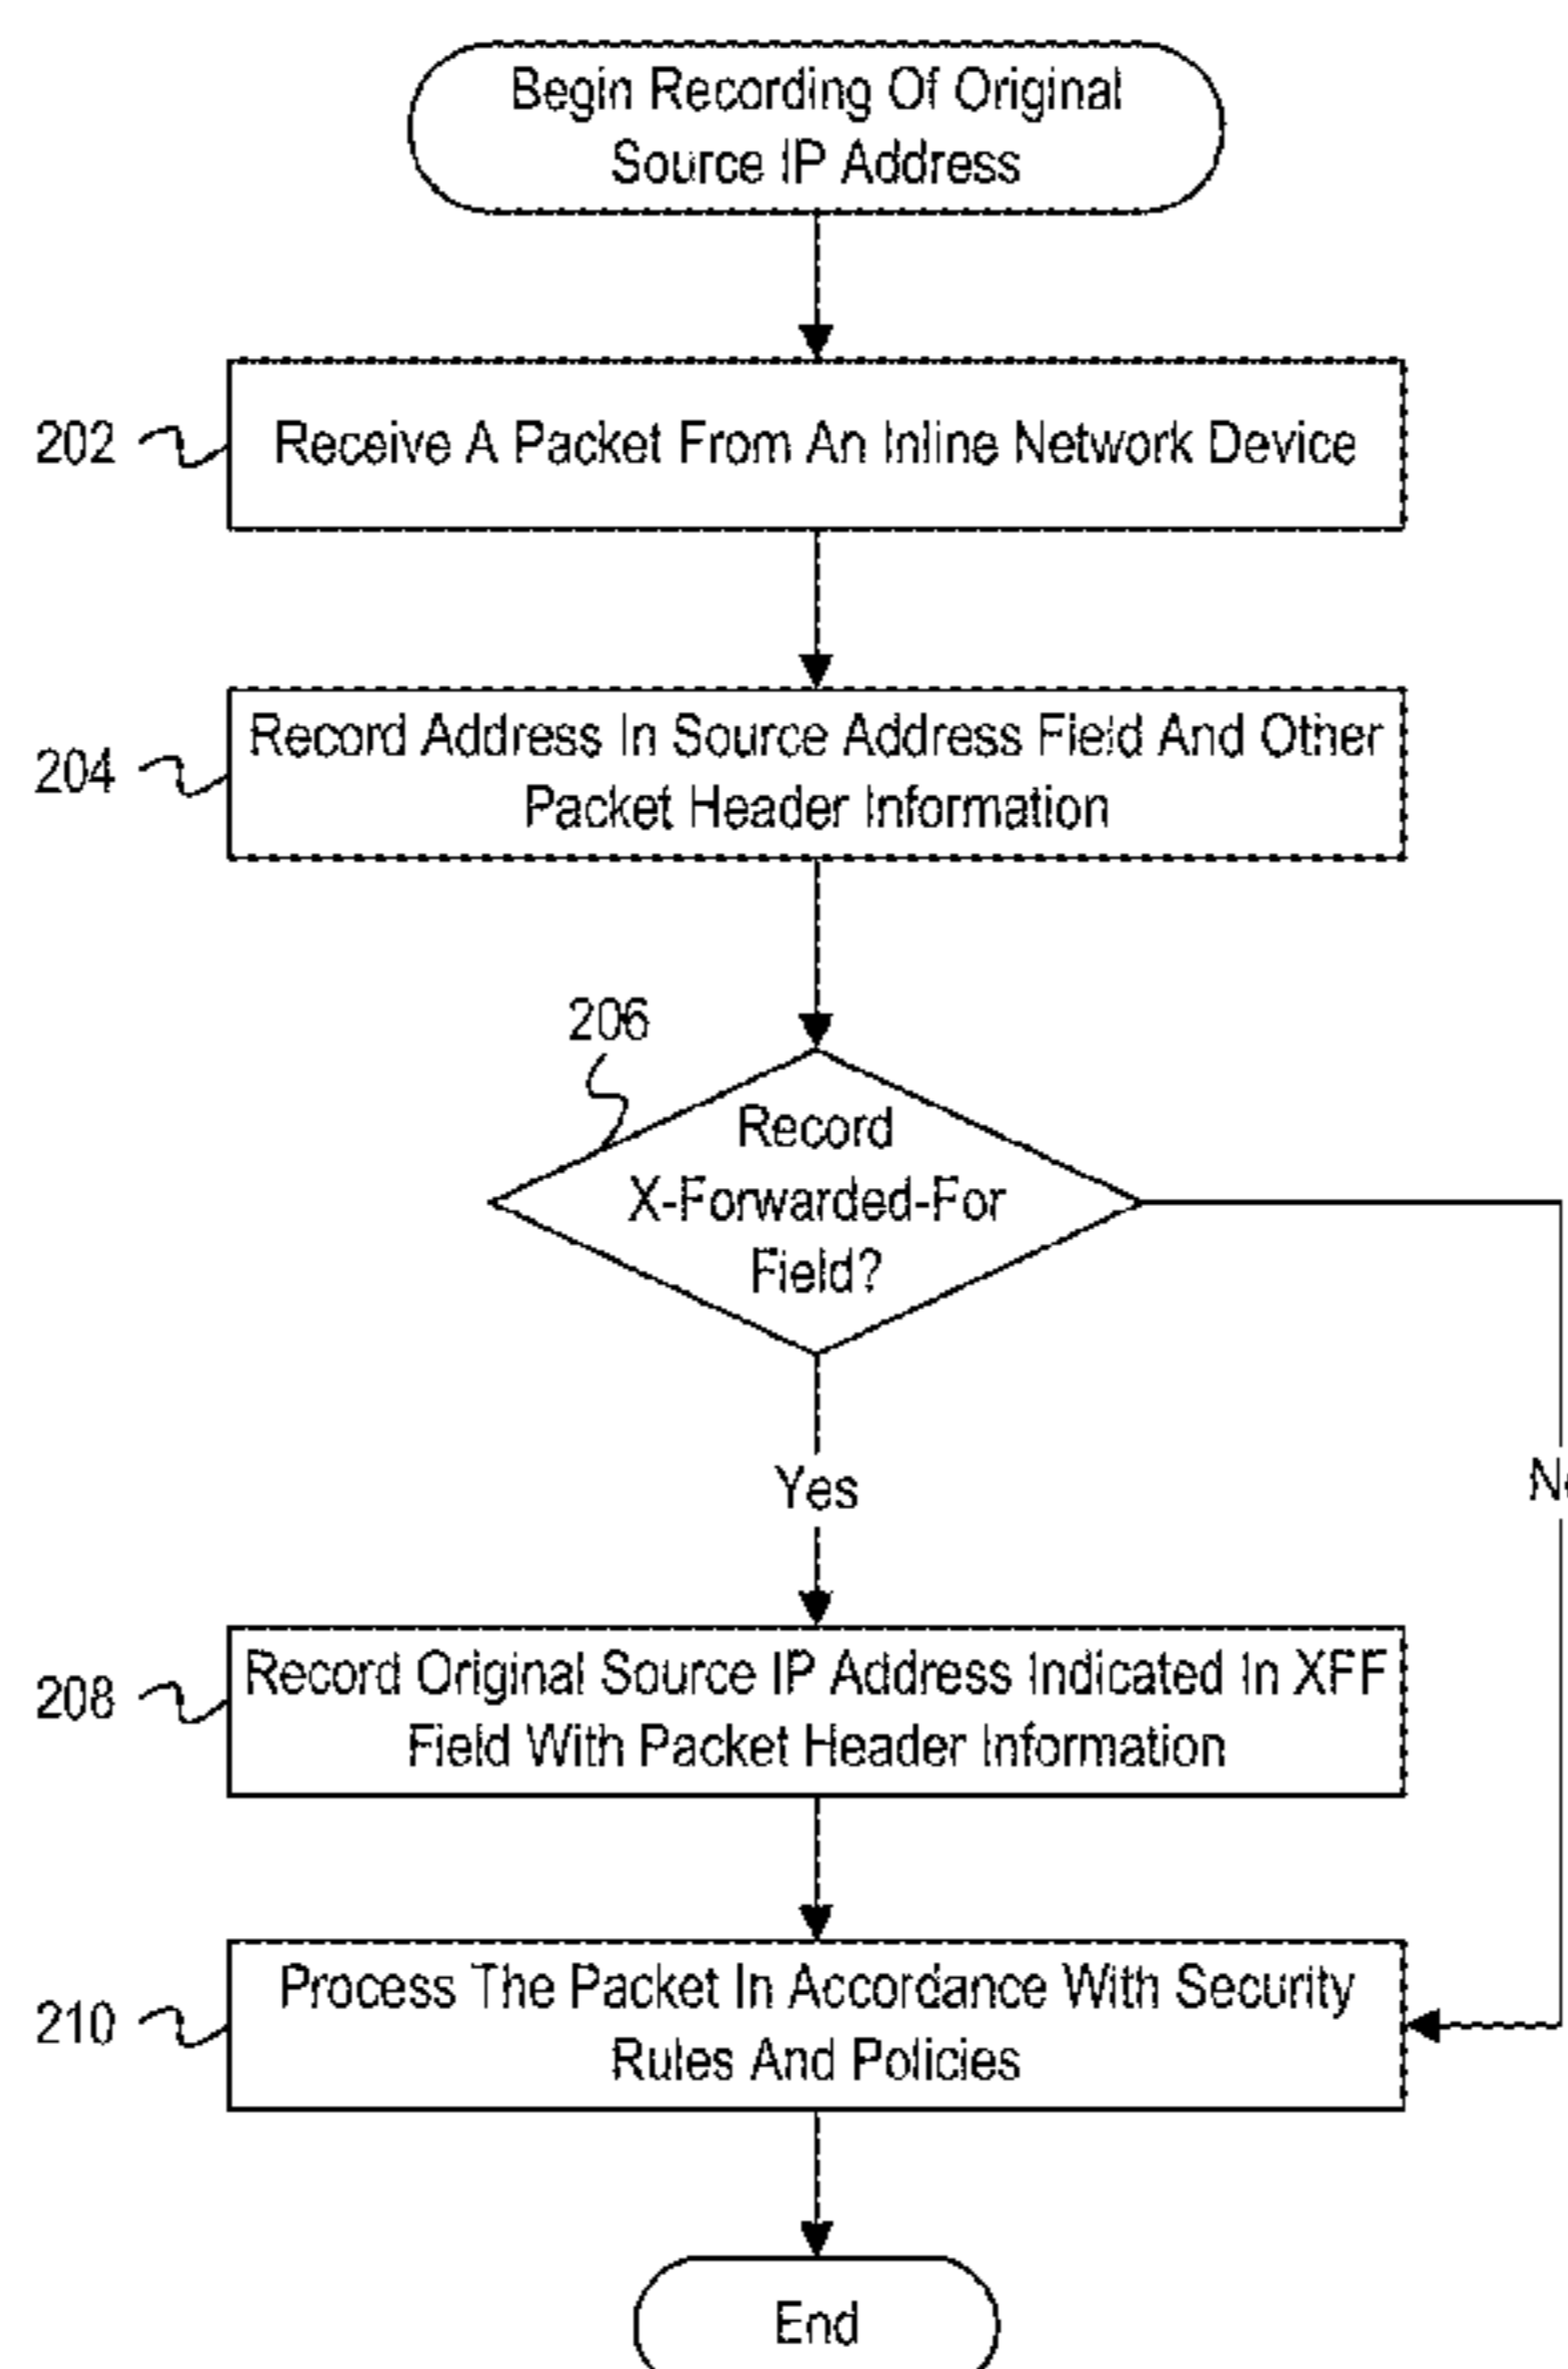 Begin Recording Of Original
Source IP Address
202
Receive A Packet From An Inline Network Device
204
Record Address In Source Address Field And Other
Packet Header Information
206
Record
X-Forwarded-For
Field?
Yes
208
Record Original Source IP Address Indicated In XFF
Field With Packet Header Information
210
Process The Packet In Accordance With Security
Rules And Policies
End